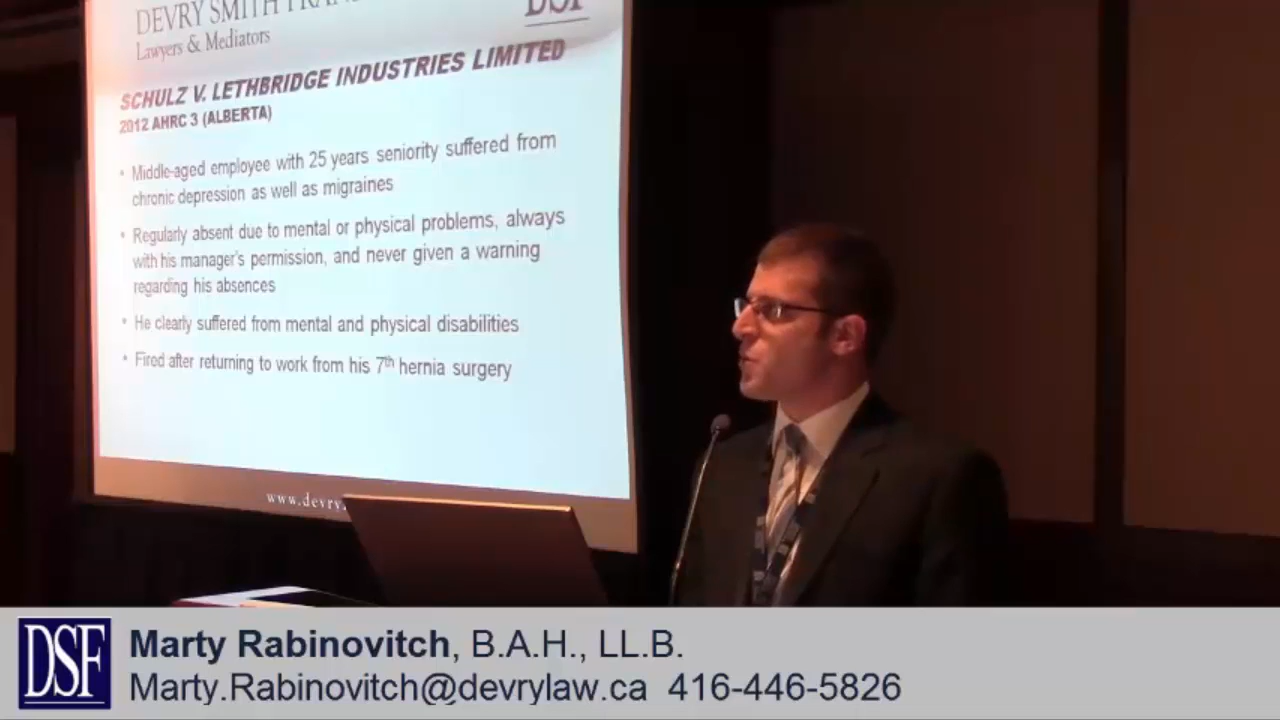 DEVRY SMITH
DSF
Lawyers & Mediators
SCHULZ V. LETHBRIDGE INDUSTRIES LIMITED
2012 AHRC 3 (ALBERTA)
• Middle-aged employee with 25 years seniority suffered from
chronic depression as well as migraines
• Regularly absent due to mental or physical problems, always
with his manager's permission, and never given a warning
regarding his absences
• He clearly suffered from mental and physical disabilities
• Fired after returning to work from his 7th hernia surgery
www.devry
DSF
Marty Rabinovitch, B.A.H., LL.B.
Marty.Rabinovitch@devrylaw.ca 416-446-5826